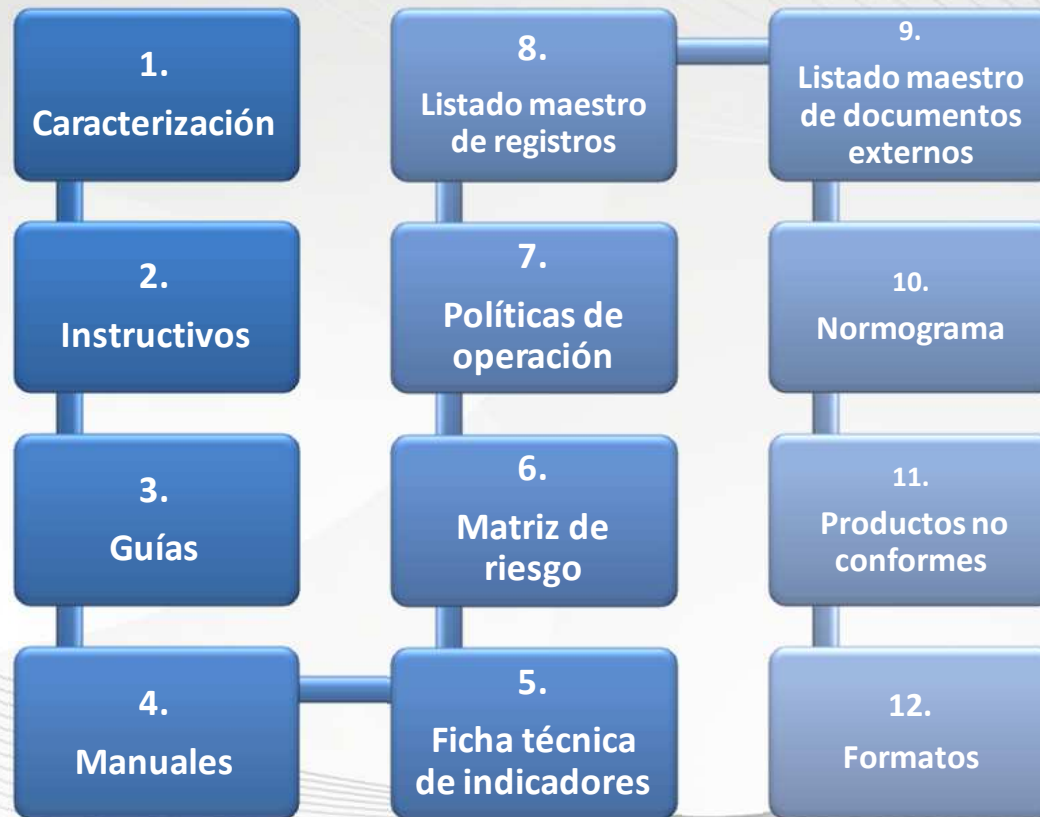 1.
Caracterización
2.
Instructivos
3.
Guías
4.
Manuales
5.
Ficha técnica
de indicadores
6.
Matriz de
riesgo
7.
Políticas de
operación
8.
Listado maestro
de registros
9.
Listado maestro
de documentos
externos
10.
Normograma
11.
Productos no
conformes
12.
Formatos